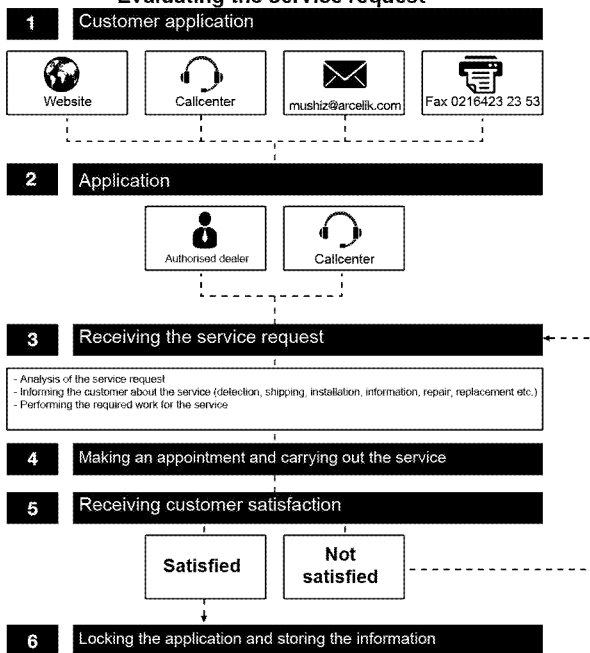 Evaluating the service request
1 Customer application
Website
Callcenter
mushiz@arcelik.com
Fax 0216423 23 53
2 Application
Authorised dealer
Callcenter
3 Receiving the service request
- Analysis of the service request
- Informing the customer about the service (detection, shipping, installation, information, repair, replacement etc.)
- Performing the required work for the service
4 Making an appointment and carrying out the service
5 Receiving customer satisfaction
Satisfied
Not
satisfied
6 Locking the application and storing the information